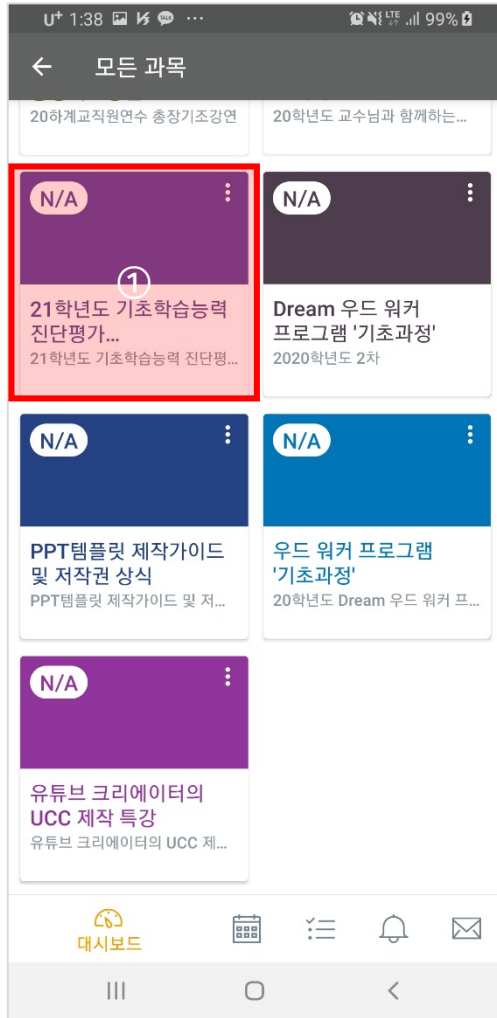 U+ 1:38 TALK ··· LTE 99%
← 모든 과목
20하계교직원연수 총장기조강연
20학년도 교수님과 함께하는...
N/A
①
21학년도 기초학습능력
진단평가...
21학년도 기초학습능력 진단평...
N/A
Dream 우드 워커
프로그램 '기초과정'
2020학년도 2차
N/A
PPT템플릿 제작가이드
및 저작권 상식
PPT템플릿 제작가이드 및 저...
N/A
우드 워커 프로그램
'기초과정'
20학년도 Dream 우드 워커 프...
N/A
유튜브 크리에이터의
UCC 제작 특강
유튜브 크리에이터의 UCC 제...
대시보드